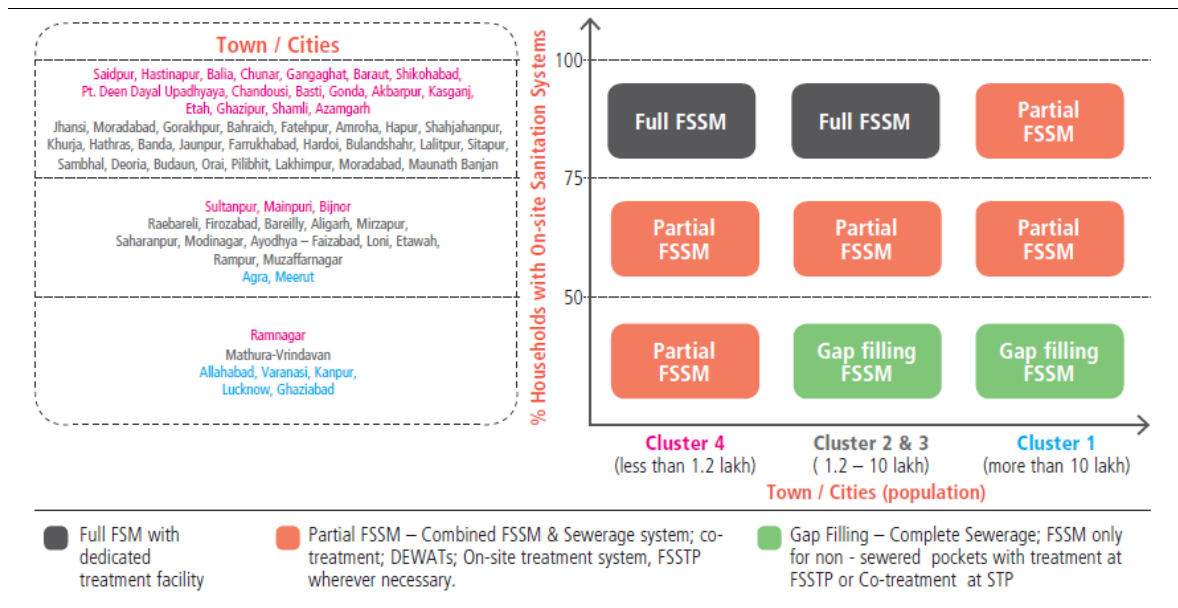 Town / Cities
Saidpur, Hastinapur, Balia, Chunar, Gangaghat, Baraut, Shikohabad,
Pt. Deen Dayal Upadhyaya, Chandousi, Basti, Gonda, Akbarpur, Kasganj,
Etah, Ghazipur, Shamli, Azamgarh
Jhansi, Moradabad, Gorakhpur, Bahraich, Fatehpur, Amroha, Hapur, Shahjahanpur,
Khurja, Hathras, Banda, Jaunpur, Farrukhabad, Hardoi, Bulandshahr, Lalitpur, Sitapur,
Sambhal, Deoria, Budaun, Orai, Pilibhit, Lakhimpur, Moradabad, Maunath Banjan
Sultanpur, Mainpuri, Bijnor
Raebareli, Firozabad, Bareilly, Aligarh, Mirzapur,
Saharanpur, Modinagar, Ayodhya – Faizabad, Loni, Etawah,
Rampur, Muzaffarnagar
Agra, Meerut
Ramnagar
Mathura-Vrindavan
Allahabad, Varanasi, Kanpur,
Lucknow, Ghaziabad
% Households with On-site Sanitation Systems
100
75
50
Full FSSM
Full FSSM
Partial
FSSM
Partial
FSSM
Partial
FSSM
Partial
FSSM
Partial
FSSM
Gap filling
FSSM
Gap filling
FSSM
Cluster 4
(less than 1.2 lakh)
Cluster 2 & 3
( 1.2 – 10 lakh)
Cluster 1
(more than 10 lakh)
Town / Cities (population)
Full FSM with
dedicated
treatment facility
Partial FSSM – Combined FSSM & Sewerage system; co-
treatment; DEWATs; On-site treatment system, FSSTP
wherever necessary.
Gap Filling – Complete Sewerage; FSSM only
for non - sewered pockets with treatment at
FSSTP or Co-treatment at STP